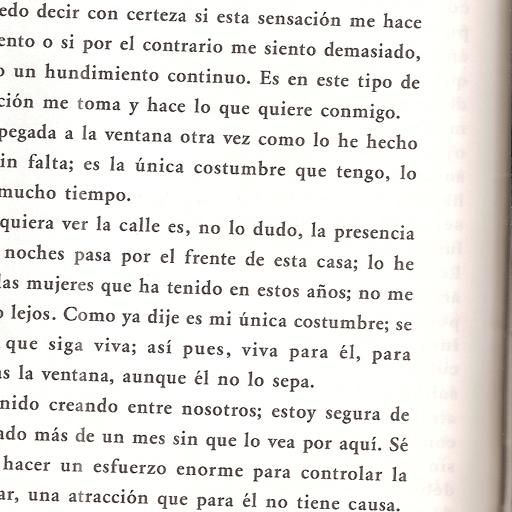 edo decir con certeza si esta sensación me hace
ento o si por el contrario me siento demasiado,
o un hundimiento continuo. Es en este tipo de
ción me toma y hace lo que quiere conmigo.
pegada a la ventana otra vez como lo he hecho
in falta; es la única costumbre que tengo, lo
mucho tiempo.
quiera ver la calle es, no lo dudo, la presencia
noches pasa por el frente de esta casa; lo he
las mujeres que ha tenido en estos años; no me
o lejos. Como ya dije es mi única costumbre; se
que siga viva; así pues, viva para él, para
s la ventana, aunque él no lo sepa.
nido creando entre nosotros; estoy segura de
ado más de un mes sin que lo vea por aquí. Sé
hacer un esfuerzo enorme para controlar la
ar, una atracción que para él no tiene causa.